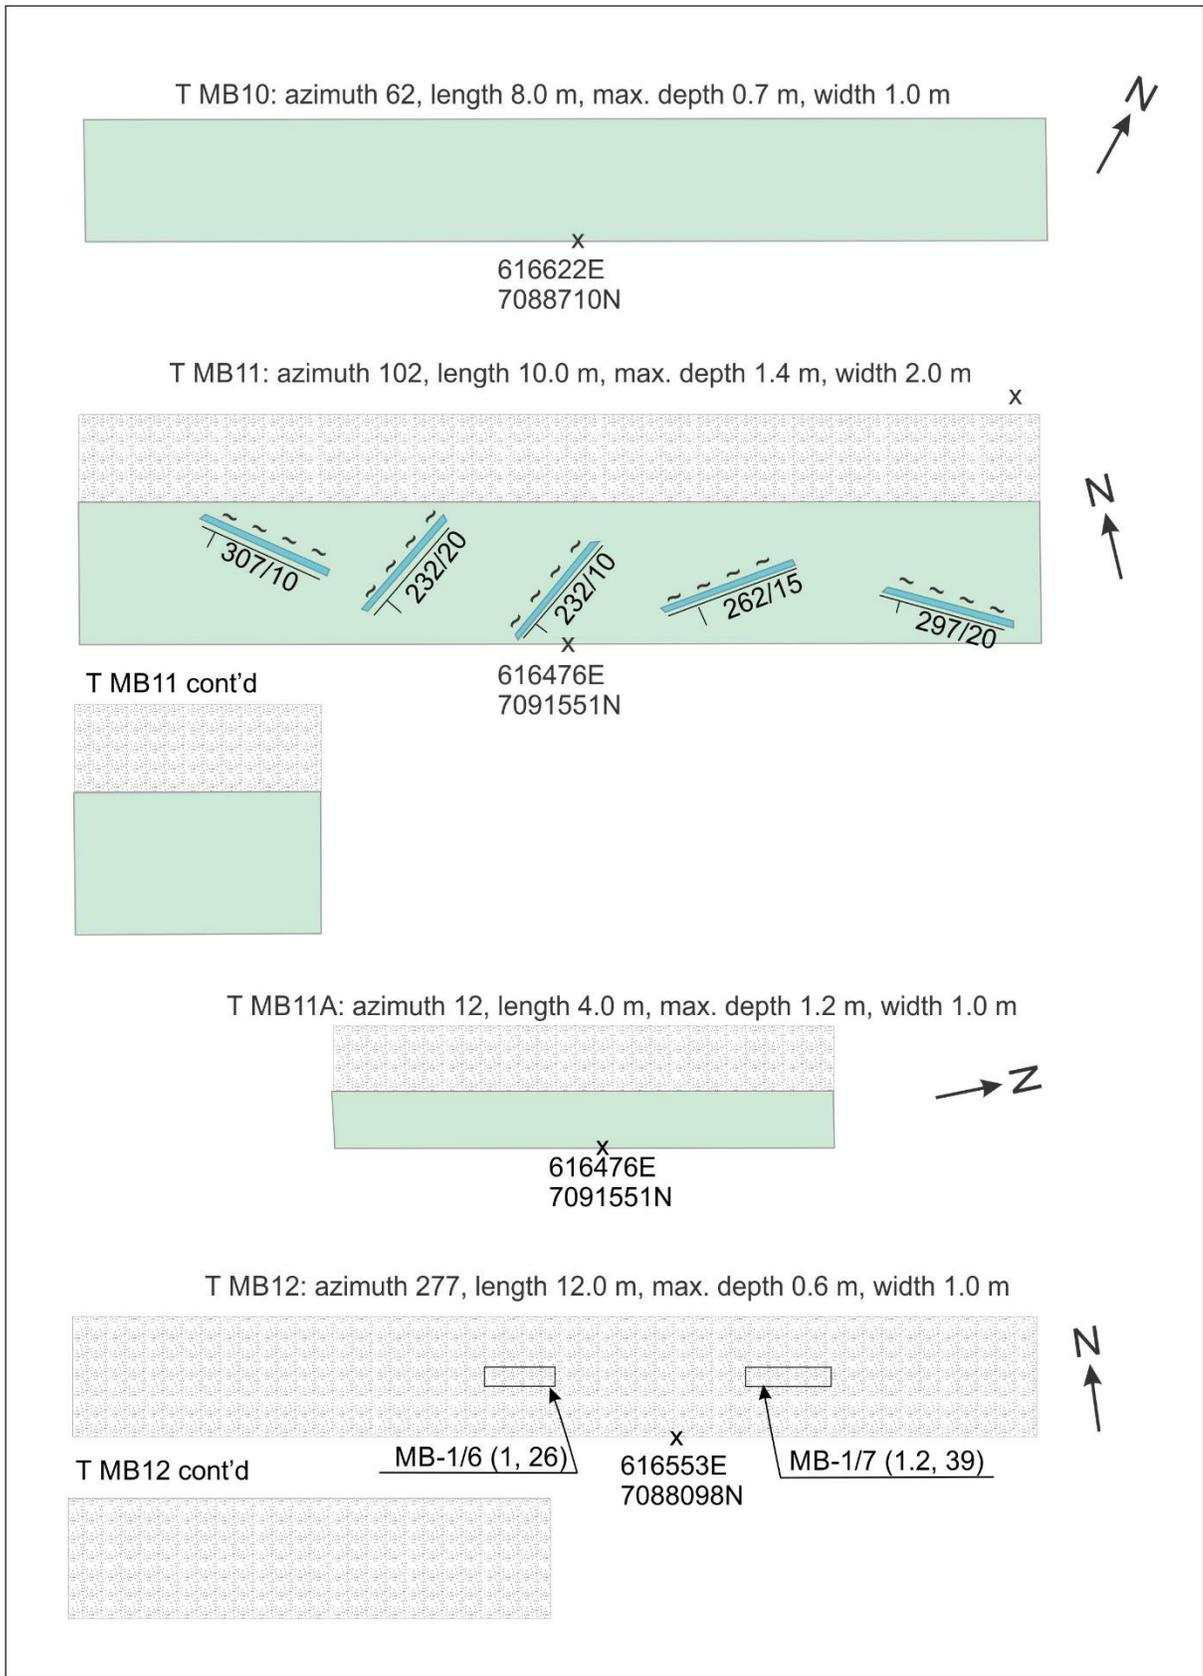 T MB10: azimuth 62, length 8.0 m, max. depth 0.7 m, width 1.0 m
N
x
616622E
7088710N
T MB11: azimuth 102, length 10.0 m, max. depth 1.4 m, width 2.0 m
x
N
307/10
232/20
232/10
262/15
297/20
x
616476E
7091551N
T MB11 cont'd
T MB11A: azimuth 12, length 4.0 m, max. depth 1.2 m, width 1.0 m
N
x
616476E
7091551N
T MB12: azimuth 277, length 12.0 m, max. depth 0.6 m, width 1.0 m
N
x
MB-1/6 (1, 26)
616553E
7088098N
MB-1/7 (1.2, 39)
T MB12 cont'd